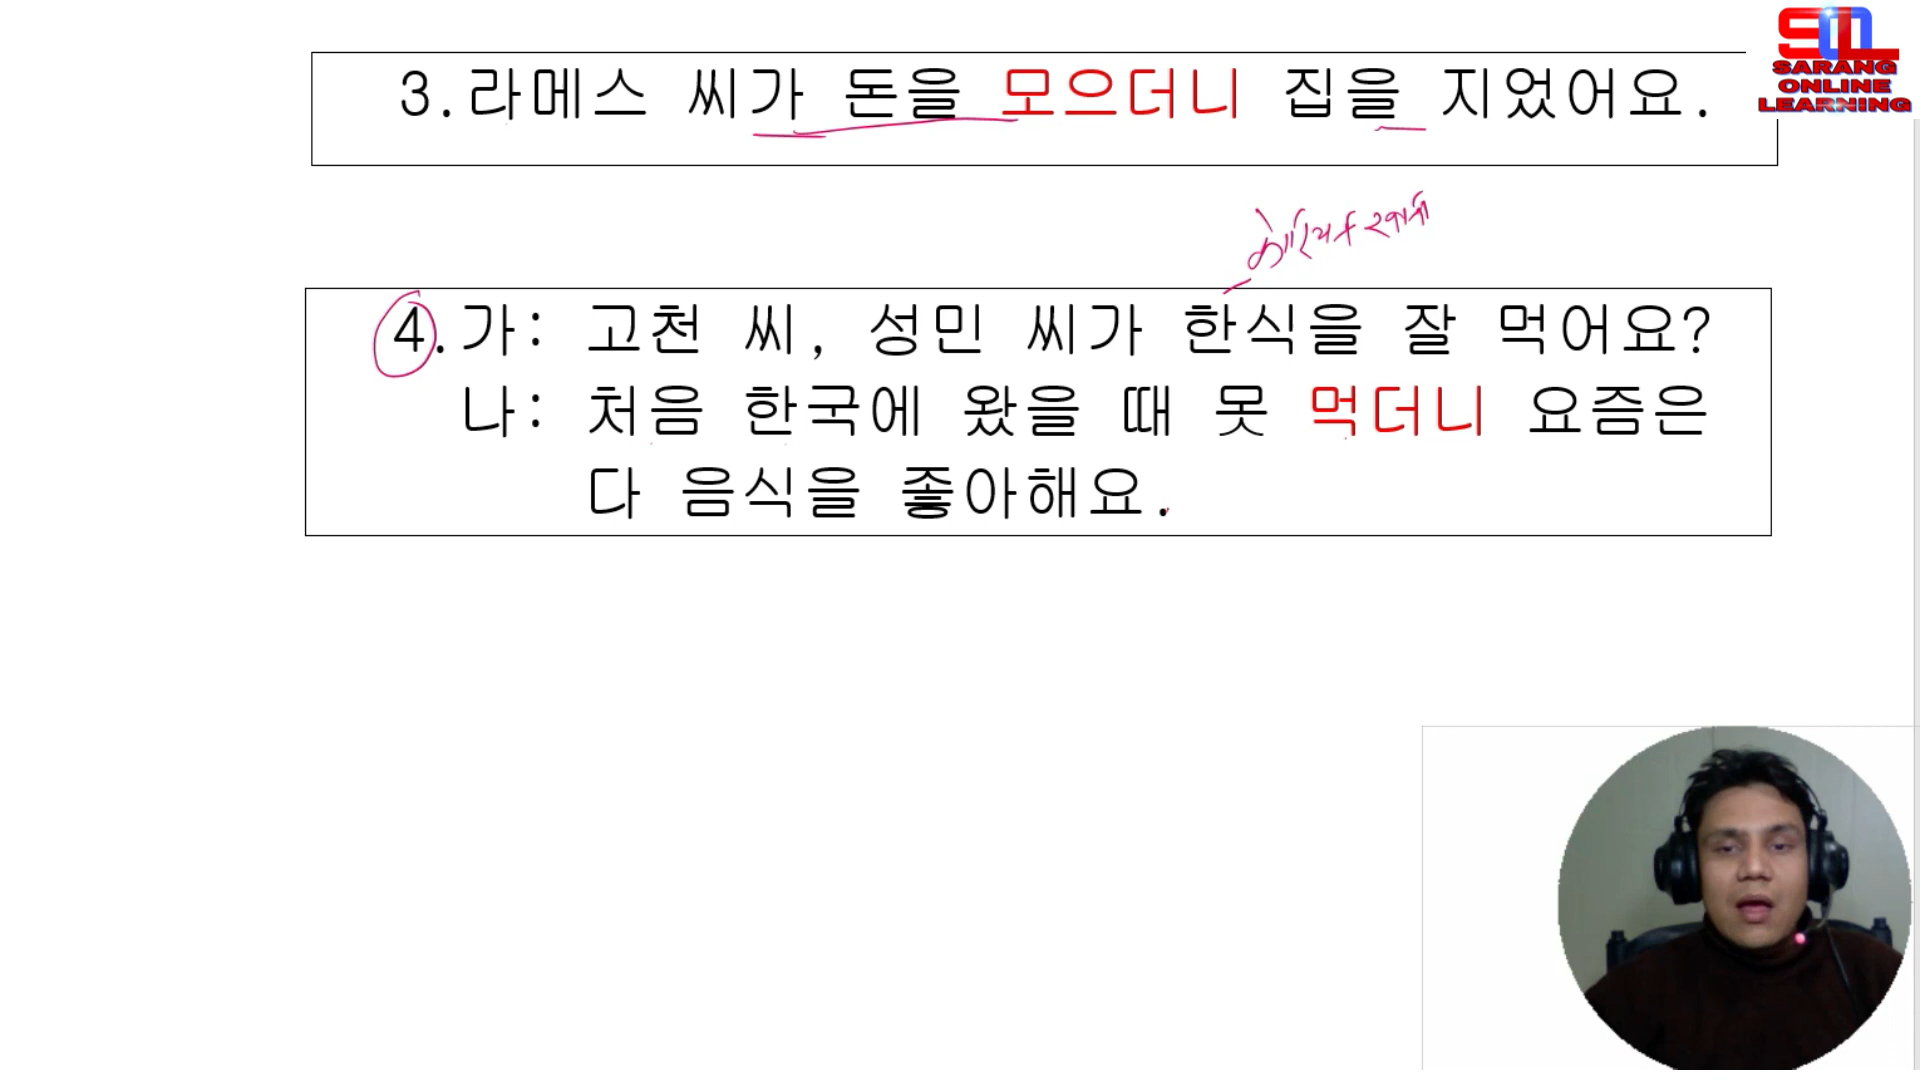 3.라메스 씨가 돈을 모으더니 집을 지었어요.
SOL
SARANG
ONLINE
LEARNING
4.가: 고천 씨, 성민 씨가 한식을 잘 먹어요?
나: 처음 한국에 왔을 때 못 먹더니 요즘은
다 음식을 좋아해요.